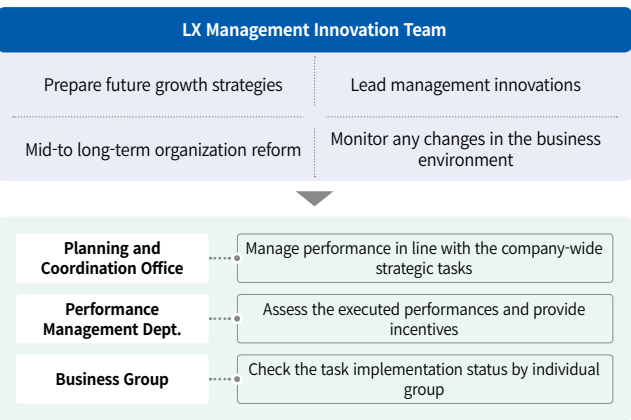 LX Management Innovation Team
Prepare future growth strategies
Lead management innovations
Mid-to long-term organization reform
Monitor any changes in the business
environment
Planning and
Coordination Office
Manage performance in line with the company-wide
strategic tasks
Performance
Management Dept.
Assess the executed performances and provide
incentives
Business Group
Check the task implementation status by individual
group